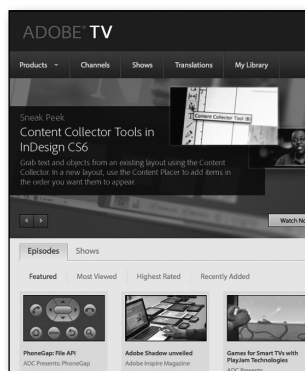 ADOBE® TV
Products Channels Shows Translations My Library
Sneak Peek
Content Collector Tools in
InDesign CS6
Grab text and objects from an existing layout using the Content
Collector. In a new layout, use the Content Placer to add items in
the order you want them to appear.
Content Collector Tool (B)
Watch No
Episodes Shows
Featured Most Viewed Highest Rated Recently Added
PhoneGap: File API
ADC Presents: PhoneGap
Adobe Shadow unveiled
Adobe Inspire Magazine
Games for Smart TVs with
PlayJam Technologies
ADC Presents